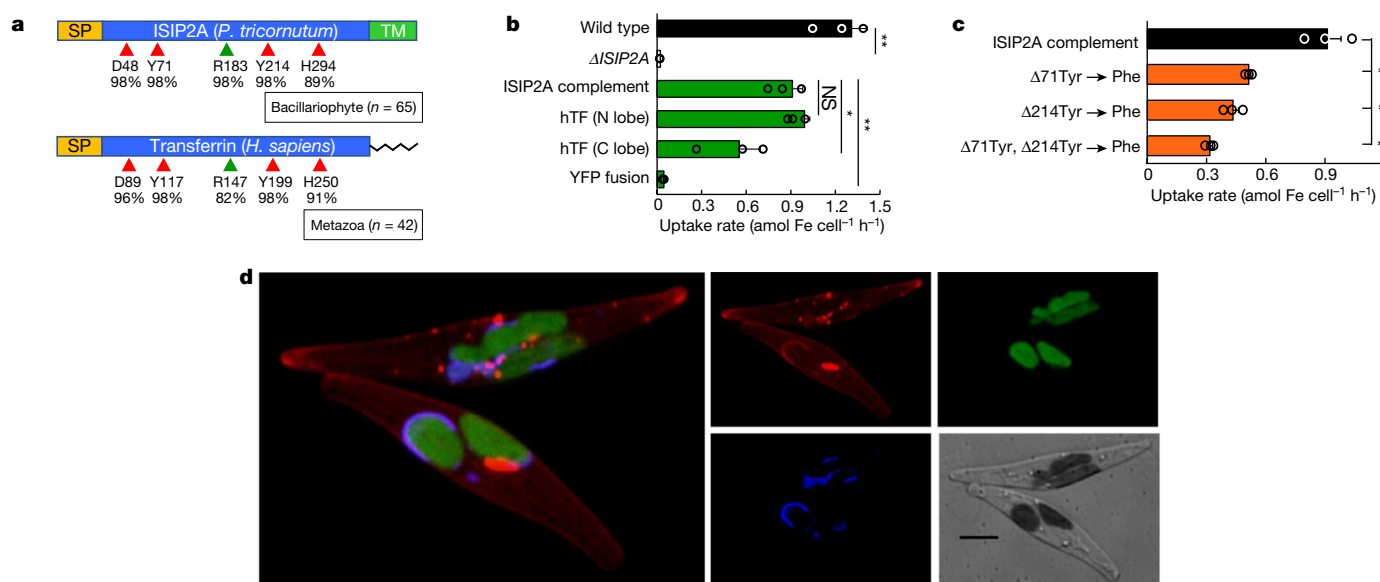 a
SP ISIP2A (P. tricornutum) TM
D48 Y71 R183 Y214 H294
98% 98% 98% 98% 89%
Bacillariophyte (n = 65)
SP Transferrin (H. sapiens)
D89 Y117 R147 Y199 H250
96% 98% 82% 98% 91%
Metazoa (n = 42)
b
Wild type
ΔISIP2A
ISIP2A complement
hTF (N lobe)
hTF (C lobe)
YFP fusion
**
NS
*
**
0 0.3 0.6 0.9 1.2 1.5
Uptake rate (amol Fe cell⁻¹ h⁻¹)
c
ISIP2A complement
Δ71Tyr → Phe
Δ214Tyr → Phe
Δ71Tyr, Δ214Tyr → Phe
0 0.3 0.6 0.9
Uptake rate (amol Fe cell⁻¹ h⁻¹)
d